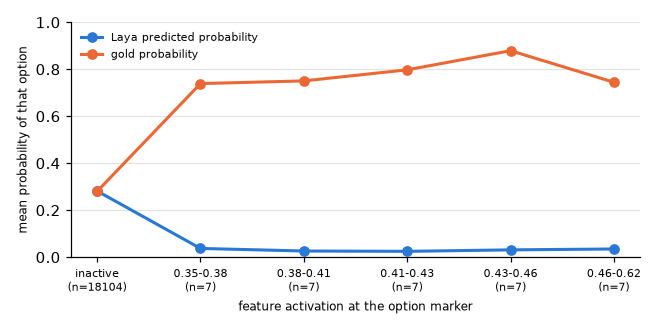 Laya predicted probability
gold probability
mean probability of that option
1.0
0.8
0.6
0.4
0.2
0.0
inactive 0.35-0.38 0.38-0.41 0.41-0.43 0.43-0.46 0.46-0.62
(n=18104) (n=7) (n=7) (n=7) (n=7) (n=7)
feature activation at the option marker